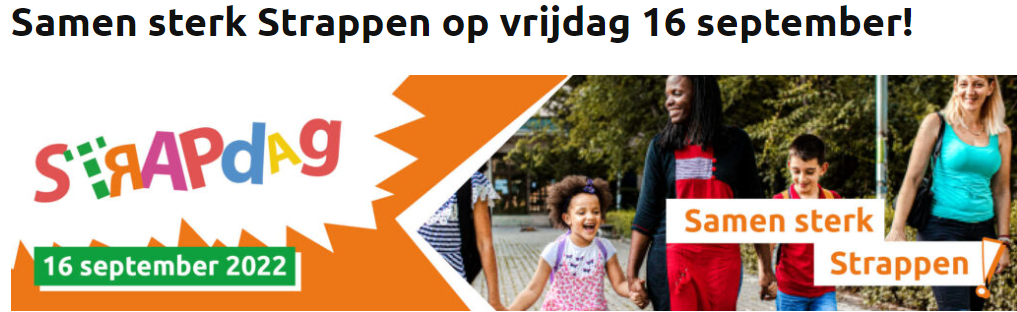 Samen sterk Strappen op vrijdag 16 september!
STRAPdAg
16 september 2022
Samen sterk
Strappen!